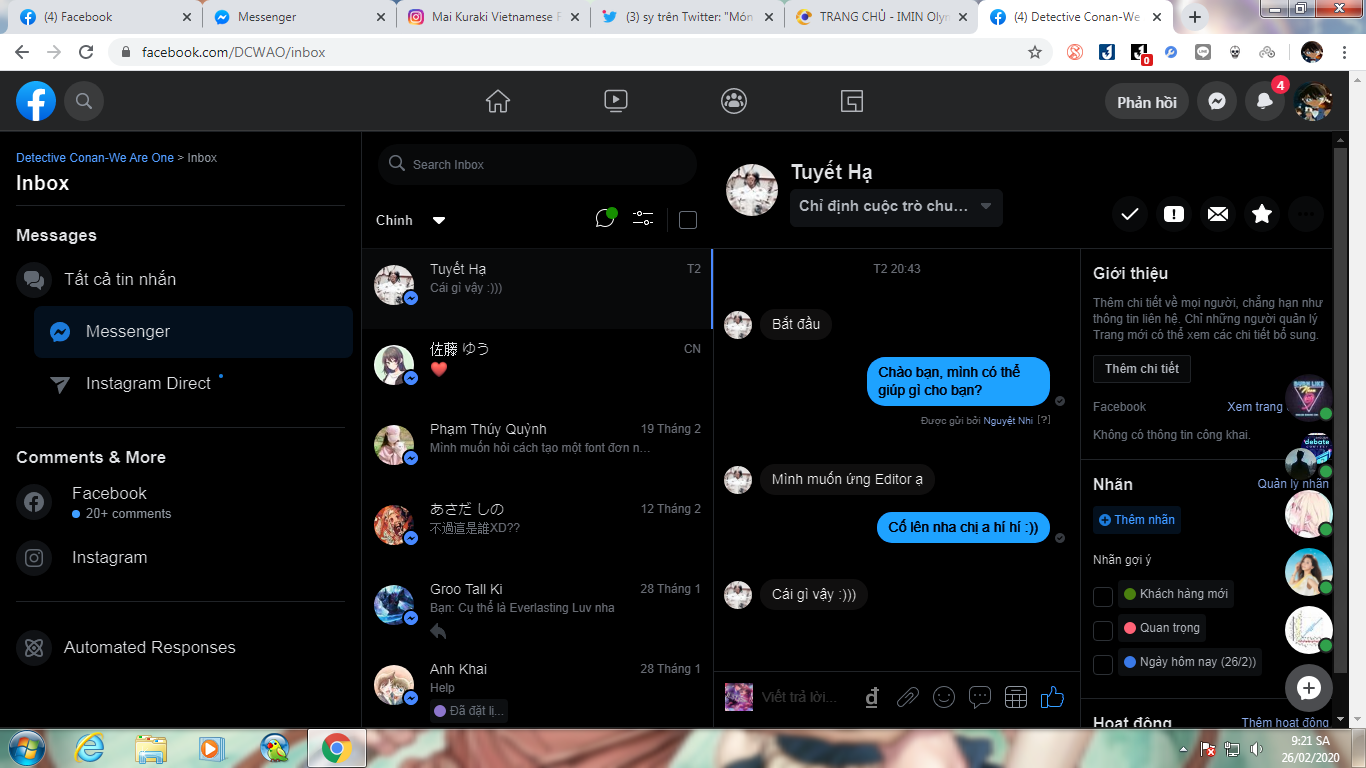 (4) Facebook
Messenger
Mai Kuraki Vietnamese F
(3) sy trên Twitter: "Món
TRANG CHỦ - IMIN Olyn
(4) Detective Conan-We
facebook.com/DCWAO/inbox
0
Phản hồi
4
Detective Conan-We Are One > Inbox
Inbox
Messages
Tất cả tin nhắn
Messenger
Instagram Direct
Comments & More
Facebook
20+ comments
Instagram
Automated Responses
Search Inbox
Chính
Tuyết Hạ
T2
Cái gì vậy :)))
佐藤 ゆう
CN
Phạm Thúy Quỳnh
19 Tháng 2
Mình muốn hỏi cách tạo một font đơn n...
あさだ しの
12 Tháng 2
不過這是誰XD??
Groo Tall Ki
28 Tháng 1
Bạn: Cụ thể là Everlasting Luv nha
Anh Khai
28 Tháng 1
Help
Đã đặt lị...
Tuyết Hạ
Chỉ định cuộc trò chu...
T2 20:43
Bắt đầu
Chào bạn, mình có thể
giúp gì cho bạn?
Được gửi bởi Nguyệt Nhi [?]
Mình muốn ứng Editor ạ
Cố lên nha chị a hí hí :))
Cái gì vậy :)))
Viết trả lời...
Giới thiệu
Thêm chi tiết về mọi người, chẳng hạn như
thông tin liên hệ. Chỉ những người quản lý
Trang mới có thể xem các chi tiết bổ sung.
Thêm chi tiết
Facebook
Xem trang
Không có thông tin công khai.
Nhãn
Quản lý nhãn
Thêm nhãn
Nhãn gợi ý
Khách hàng mới
Quan trọng
Ngày hôm nay (26/2))
Hoạt động
Thêm hoạt động
debate
9:21 SA
26/02/2020